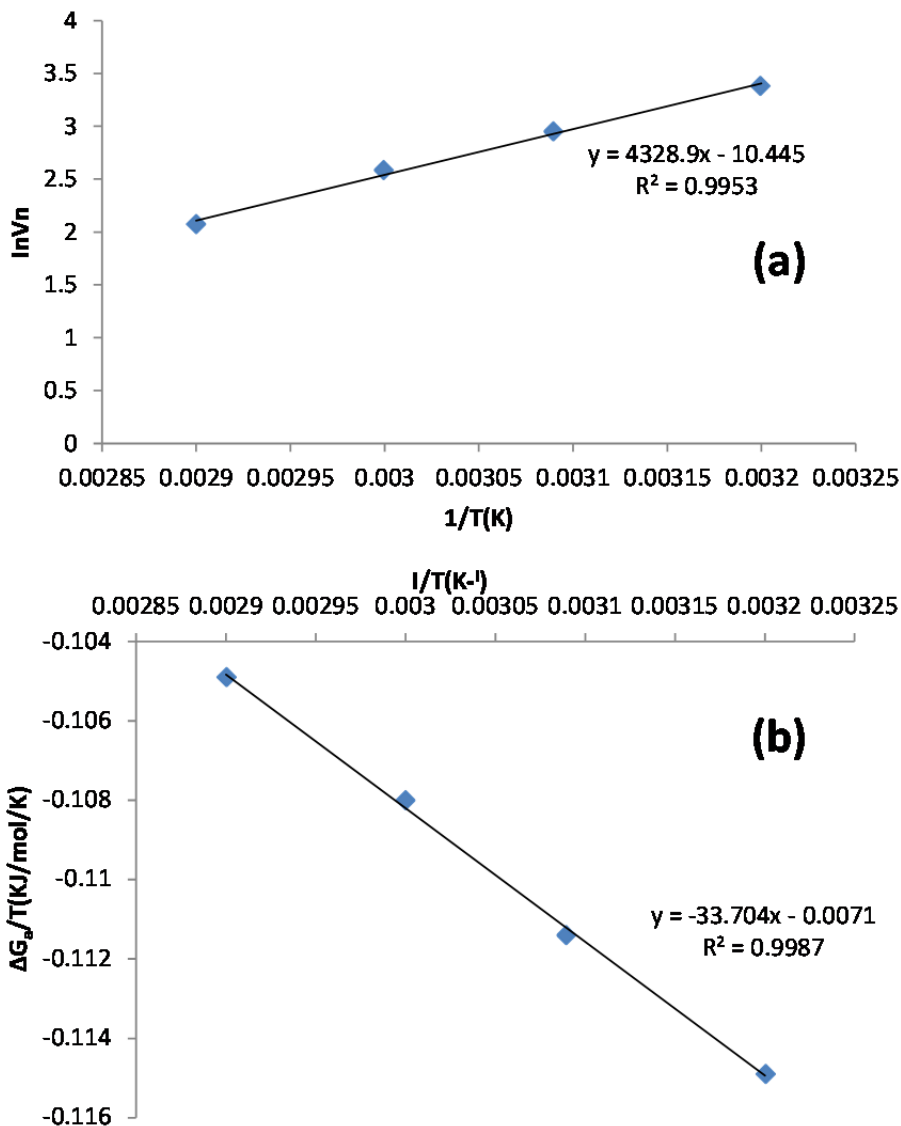 4
3.5
3
2.5
2
1.5
1
0.5
0
lnVn
y = 4328.9x - 10.445
R² = 0.9953
(a)
0.00285 0.0029 0.00295 0.003 0.00305 0.0031 0.00315 0.0032 0.00325
1/T(K)
I/T(K-ˡ)
0.00285 0.0029 0.00295 0.003 0.00305 0.0031 0.00315 0.0032 0.00325
-0.104
-0.106
-0.108
-0.11
-0.112
-0.114
-0.116
ΔGₐ/T(KJ/mol/K)
(b)
y = -33.704x - 0.0071
R² = 0.9987